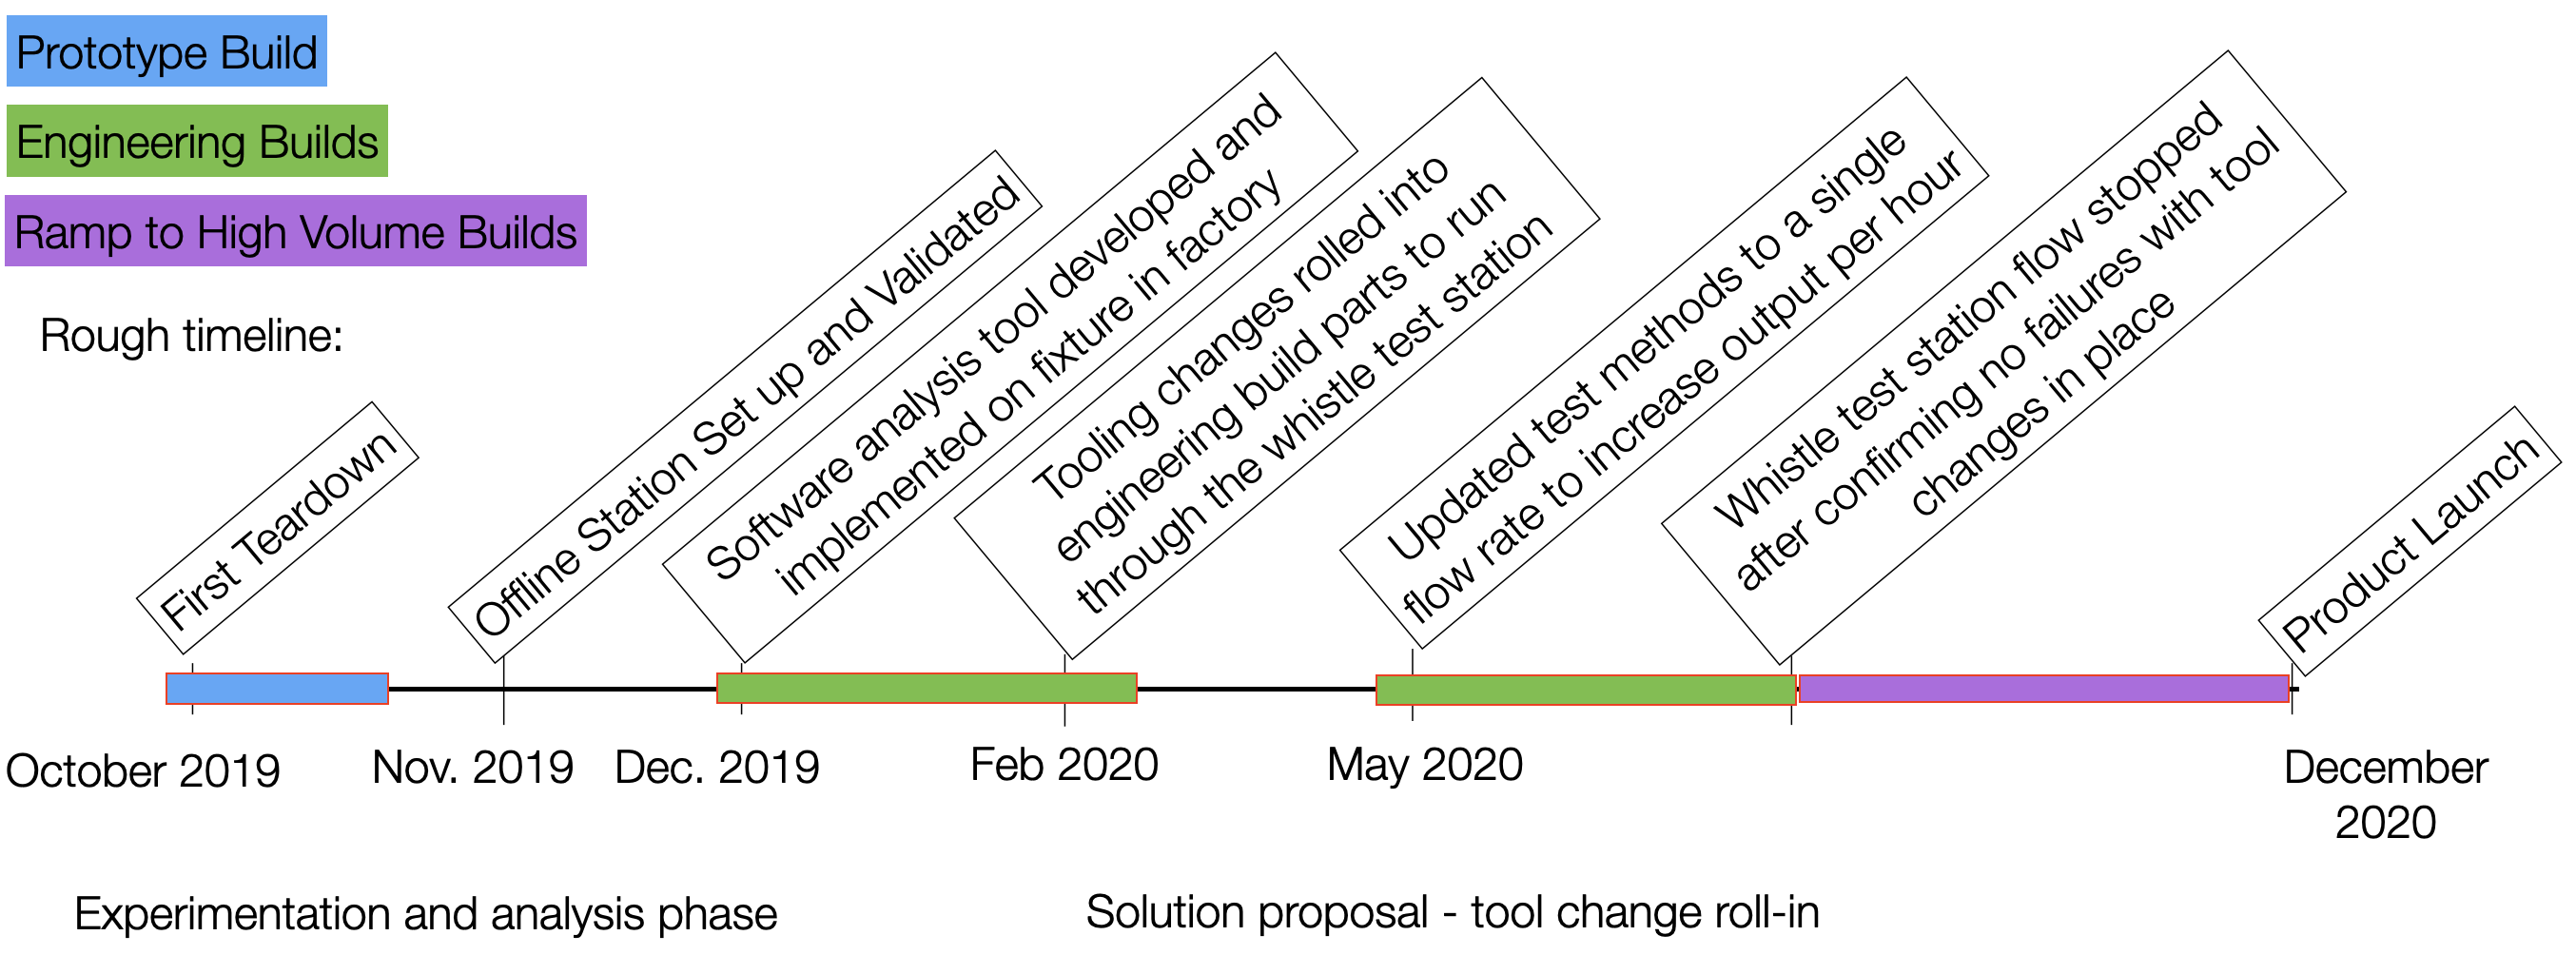 Prototype Build
Engineering Builds
Ramp to High Volume Builds
Rough timeline:
First Teardown
Offline Station Set up and Validated
Software analysis tool developed and
implemented on fixture in factory
Tooling changes rolled into
engineering build parts to run
through the whistle test station
Updated test methods to a single
flow rate to increase output per hour
Whistle test station flow stopped
after confirming no failures with tool
changes in place
Product Launch
October 2019
Nov. 2019
Dec. 2019
Feb 2020
May 2020
December
2020
Experimentation and analysis phase
Solution proposal - tool change roll-in